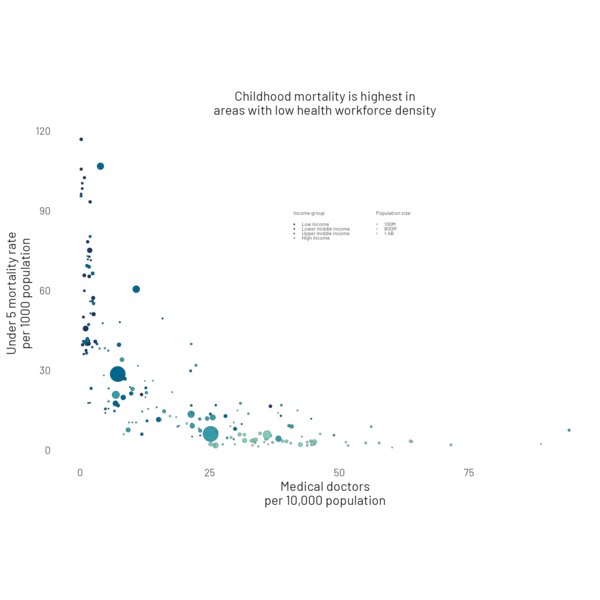 Childhood mortality is highest in
areas with low health workforce density
120
90
60
30
0
Under 5 mortality rate
per 1000 population
Income group
Low income
Lower middle income
Upper middle income
High income
Population size
100M
800M
1.4B
0
25
50
75
Medical doctors
per 10,000 population